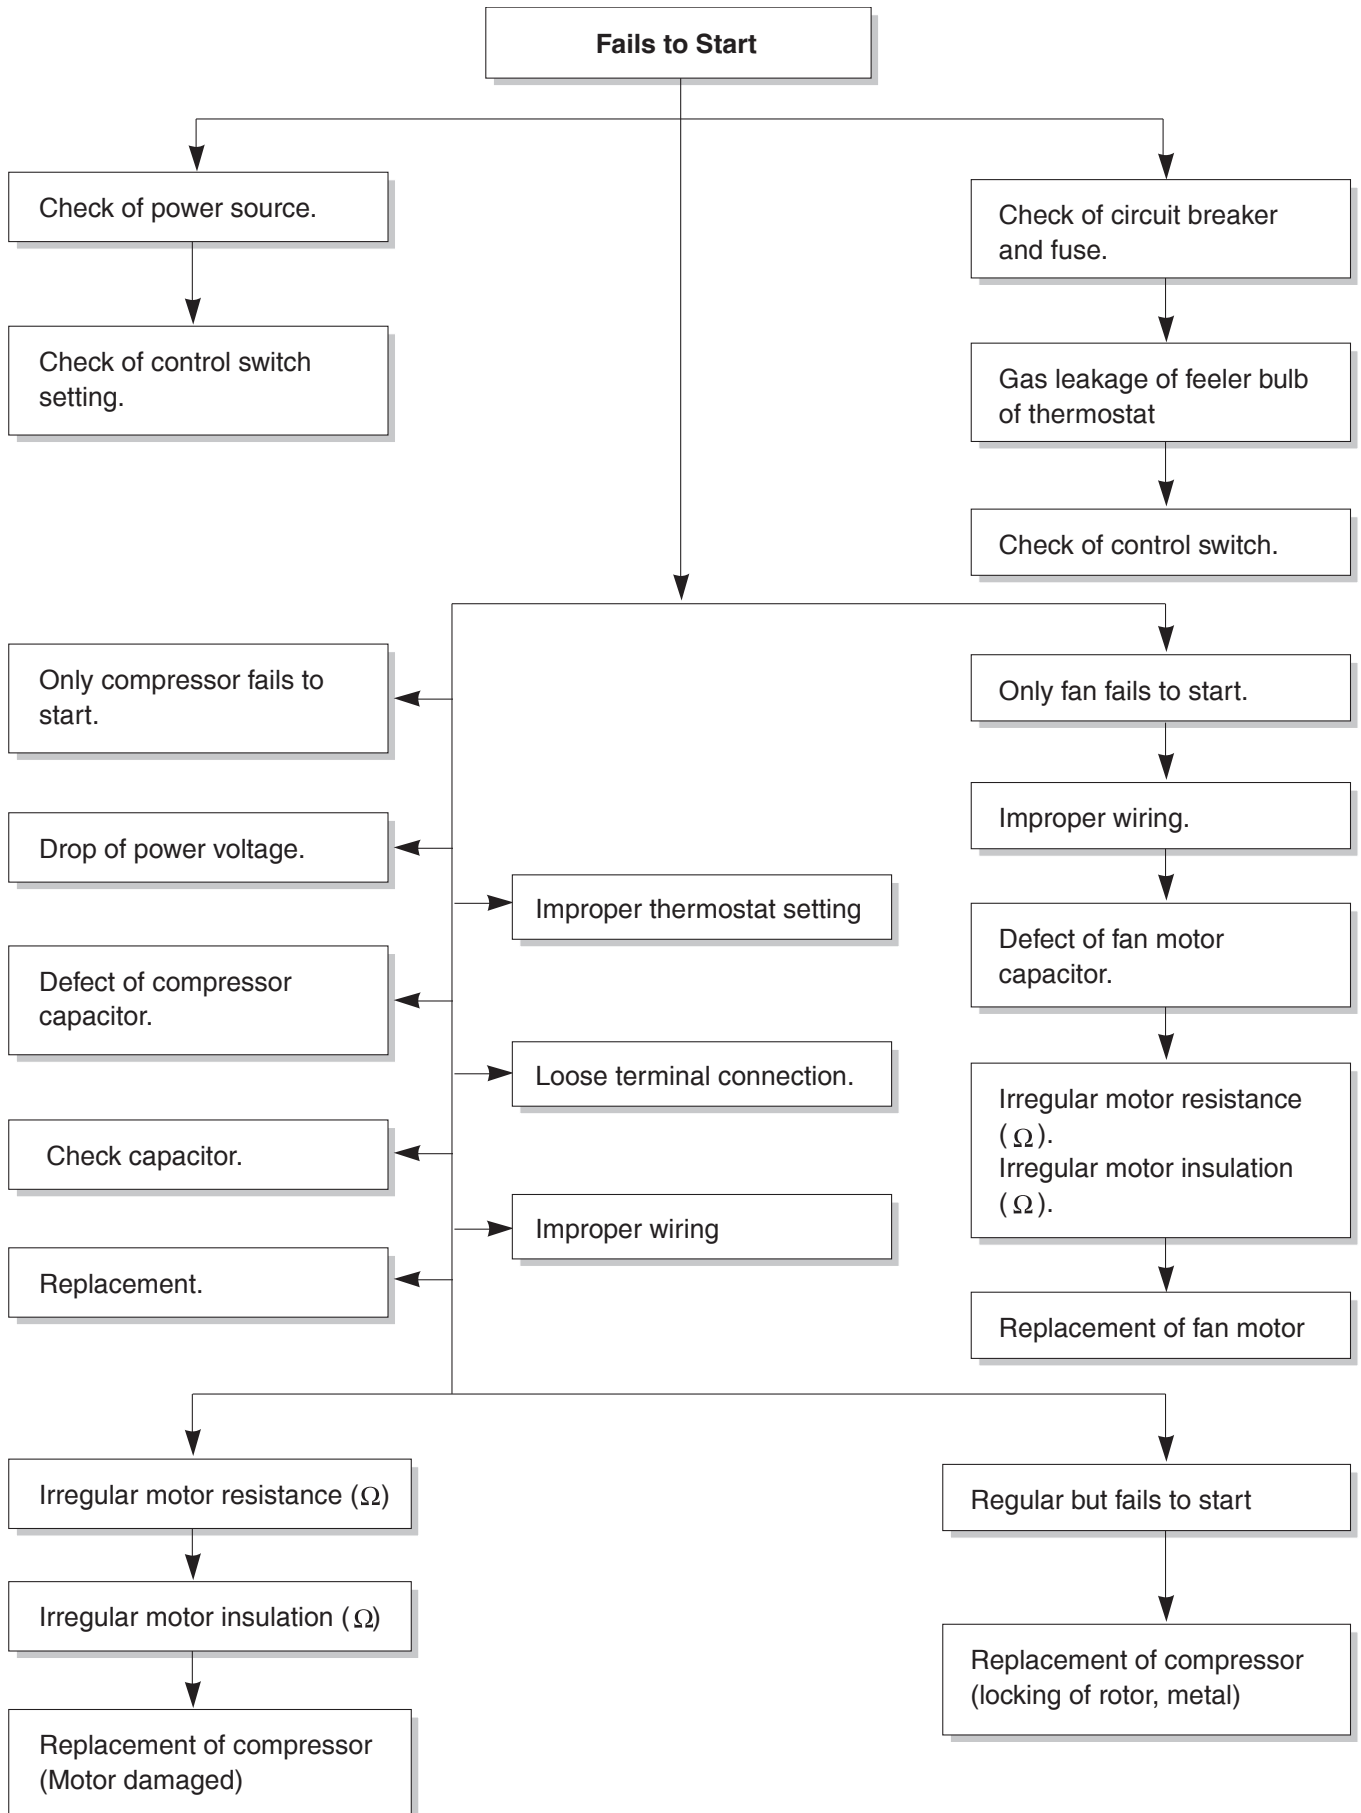 Fails to Start
Check of power source.
Check of control switch
setting.
Check of circuit breaker
and fuse.
Gas leakage of feeler bulb
of thermostat
Check of control switch.
Only compressor fails to
start.
Drop of power voltage.
Defect of compressor
capacitor.
Check capacitor.
Replacement.
Improper thermostat setting
Loose terminal connection.
Improper wiring
Only fan fails to start.
Improper wiring.
Defect of fan motor
capacitor.
Irregular motor resistance
(Ω).
Irregular motor insulation
(Ω).
Replacement of fan motor
Irregular motor resistance (Ω)
Irregular motor insulation (Ω)
Replacement of compressor
(Motor damaged)
Regular but fails to start
Replacement of compressor
(locking of rotor, metal)